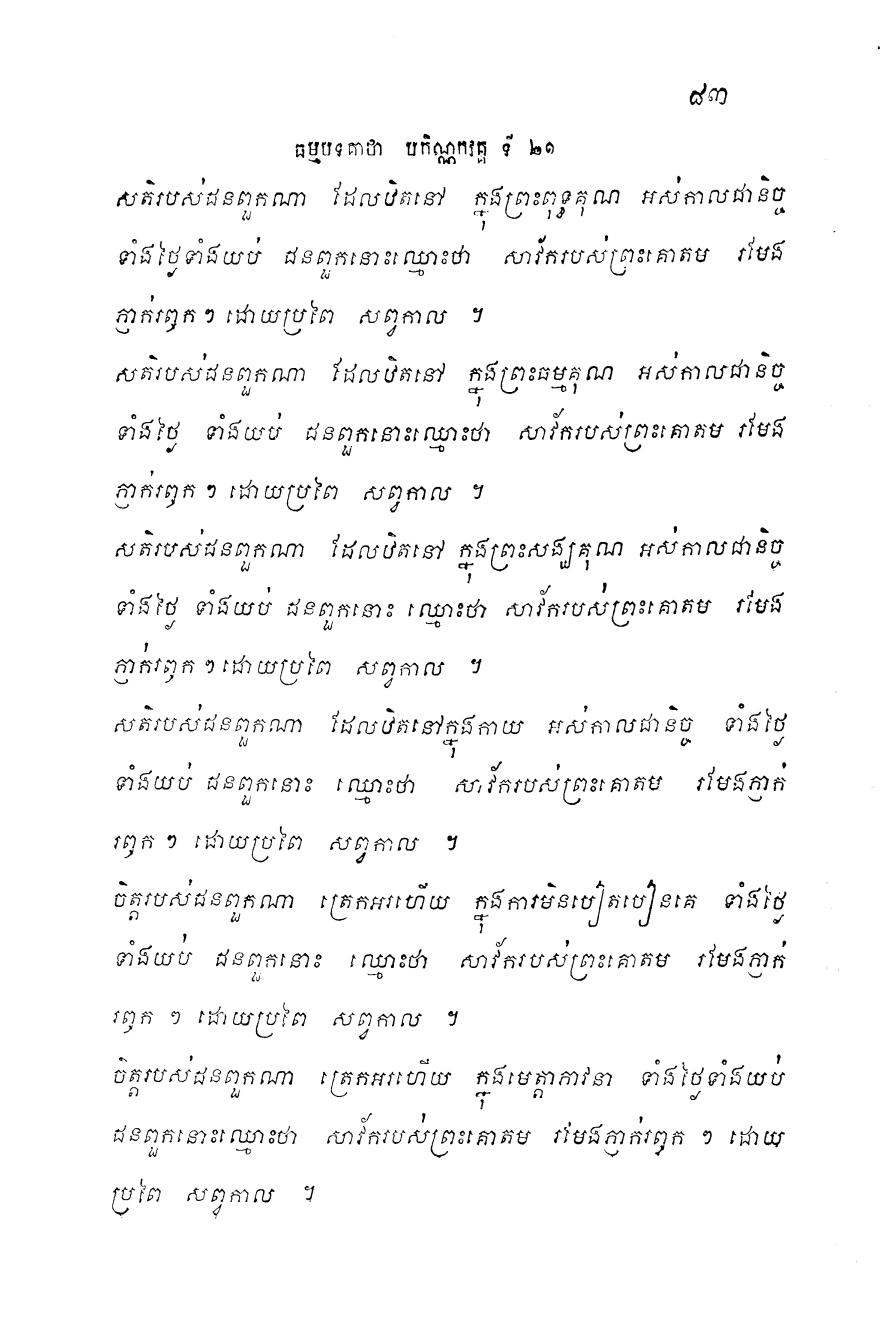 ៨៣
ធម្មបទគាថា បកិណ្ណកវគ្គ ទី ២១
សតិរបស់ជនពួកណា ដែលឋិតនៅ ក្នុងព្រះពុទ្ធគុណ អស់កាលជានិច្ច
ទាំងថ្ងៃទាំងយប់ ជនពួកនោះឈ្មោះថា សាវ័ករបស់ព្រះគោតម រមែង
ភ្ញាក់រឭក ៗ ដោយប្រពៃ សព្វកាល ។
សតិរបស់ជនពួកណា ដែលឋិតនៅ ក្នុងព្រះធម្មគុណ អស់កាលជានិច្ច
ទាំងថ្ងៃ ទាំងយប់ ជនពួកនោះឈ្មោះថា សាវ័ករបស់ព្រះគោតម រមែង
ភ្ញាក់រឭក ៗ ដោយប្រពៃ សព្វកាល ។
សតិរបស់ជនពួកណា ដែលឋិតនៅ ក្នុងព្រះសង្ឃគុណ អស់កាលជានិច្ច
ទាំងថ្ងៃ ទាំងយប់ ជនពួកនោះ ឈ្មោះថា សាវ័ករបស់ព្រះគោតម រមែង
ភ្ញាក់រឭក ៗ ដោយប្រពៃ សព្វកាល ។
សតិរបស់ជនពួកណា ដែលឋិតនៅក្នុងកាយ អស់កាលជានិច្ច ទាំងថ្ងៃ
ទាំងយប់ ជនពួកនោះ ឈ្មោះថា សាវ័ករបស់ព្រះគោតម រមែងភ្ញាក់
រឭក ៗ ដោយប្រពៃ សព្វកាល ។
ចិត្តរបស់ជនពួកណា ត្រេកអរហើយ ក្នុងការមិនបៀតបៀនគេ ទាំងថ្ងៃ
ទាំងយប់ ជនពួកនោះ ឈ្មោះថា សាវ័ករបស់ព្រះគោតម រមែងភ្ញាក់
រឭក ៗ ដោយប្រពៃ សព្វកាល ។
ចិត្តរបស់ជនពួកណា ត្រេកអរហើយ ក្នុងមេត្តាភាវនា ទាំងថ្ងៃទាំងយប់
ជនពួកនោះឈ្មោះថា សាវ័ករបស់ព្រះគោតម រមែងភ្ញាក់រឭក ៗ ដោយ
ប្រពៃ សព្វកាល ។